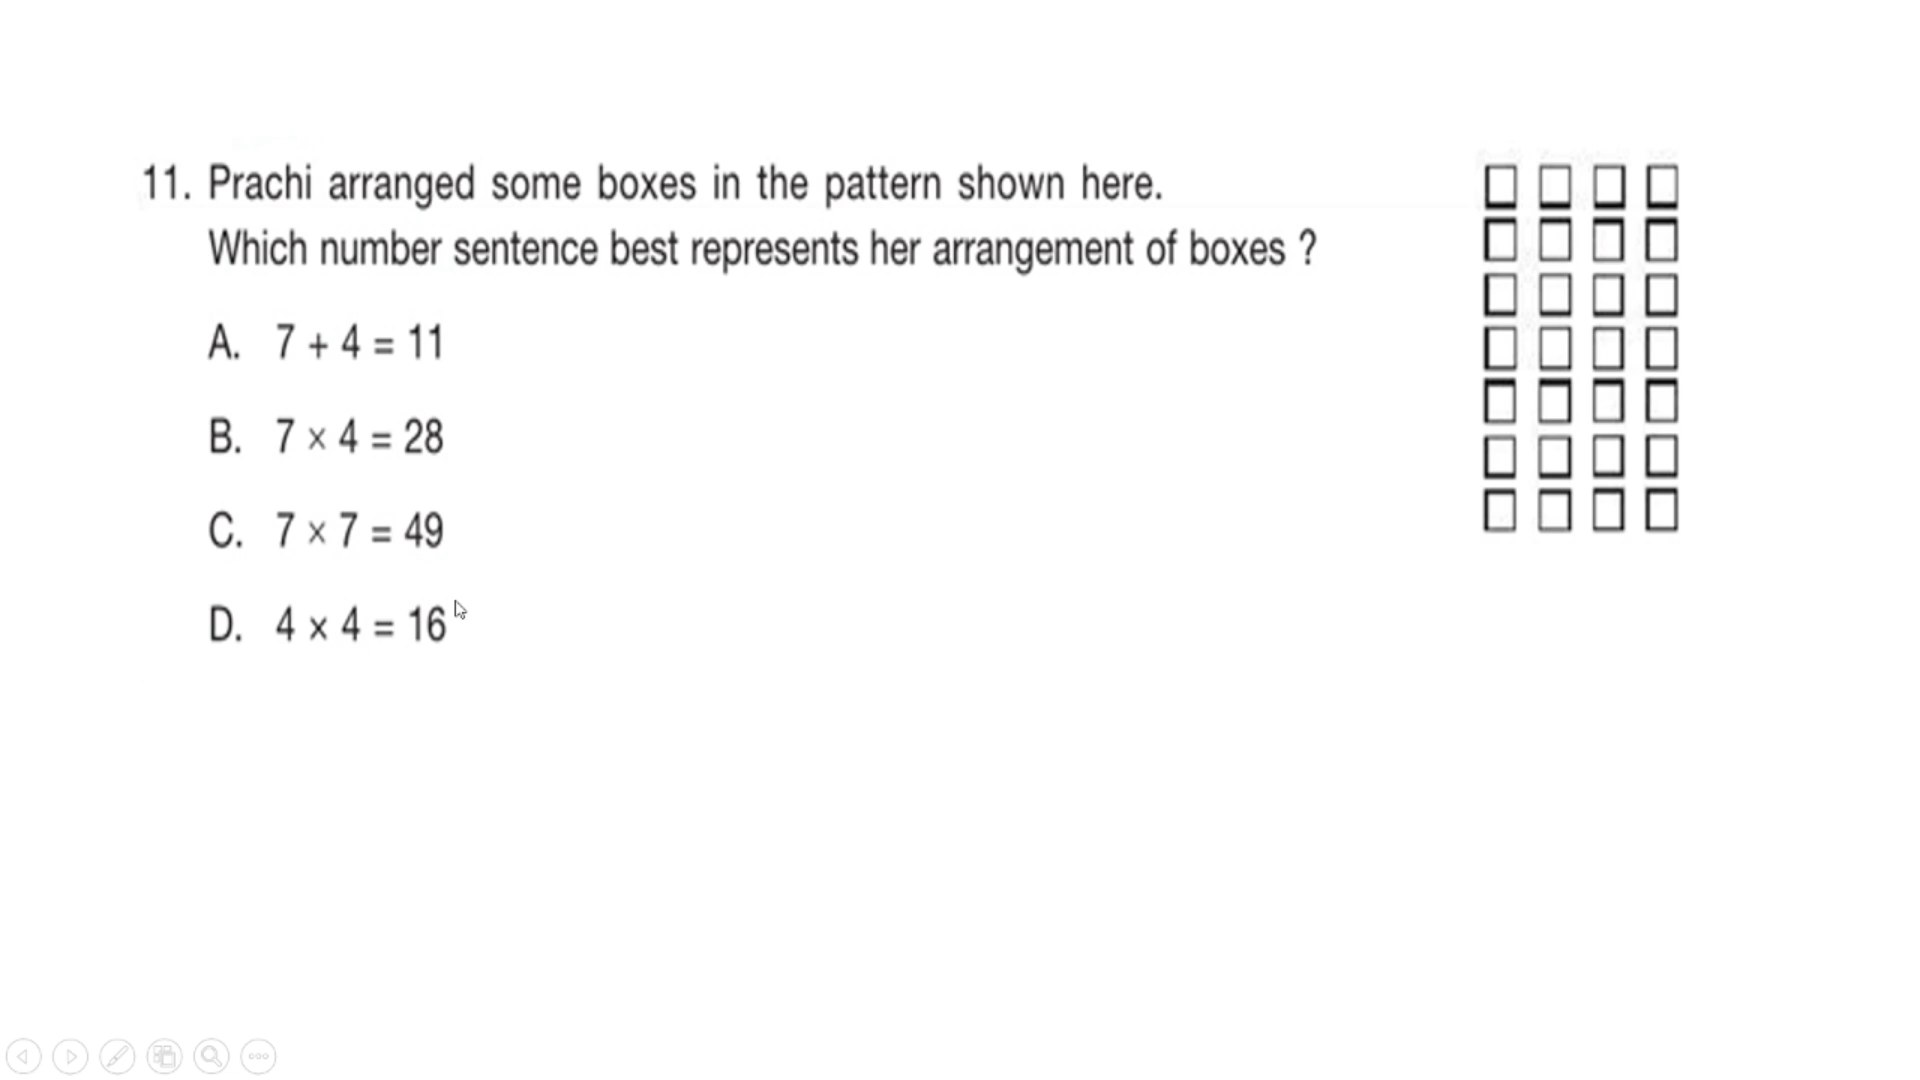 11. Prachi arranged some boxes in the pattern shown here.
Which number sentence best represents her arrangement of boxes ?
A. 7 + 4 = 11
B. 7 × 4 = 28
C. 7 × 7 = 49
D. 4 × 4 = 16